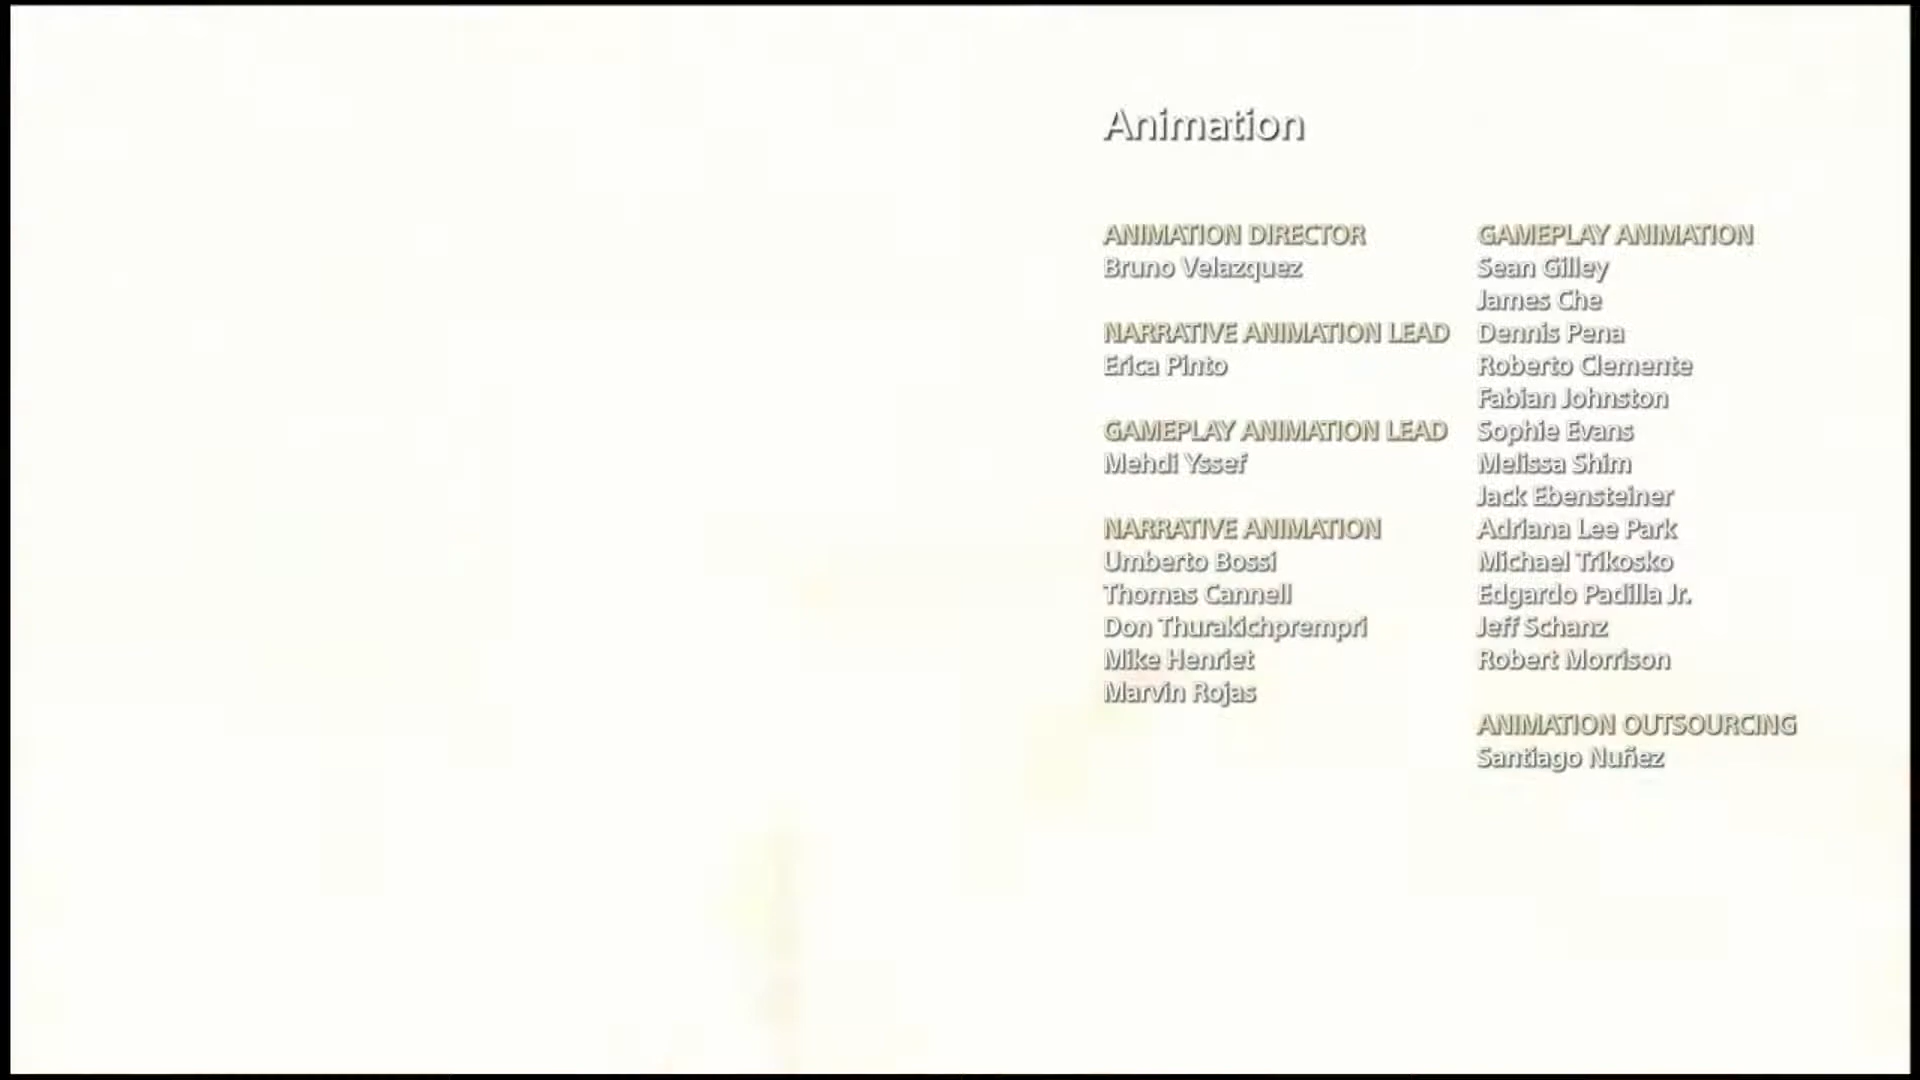 Animation
ANIMATION DIRECTOR
Bruno Velazquez
NARRATIVE ANIMATION LEAD
Erica Pinto
GAMEPLAY ANIMATION LEAD
Mehdi Yssef
NARRATIVE ANIMATION
Umberto Bossi
Thomas Cannell
Don Thurakichprempri
Mike Henriet
Marvin Rojas
GAMEPLAY ANIMATION
Sean Gilley
James Che
Dennis Pena
Roberto Clemente
Fabian Johnston
Sophie Evans
Melissa Shim
Jack Ebensteiner
Adriana Lee Park
Michael Trikosko
Edgardo Padilla Jr.
Jeff Schanz
Robert Morrison
ANIMATION OUTSOURCING
Santiago Nuñez